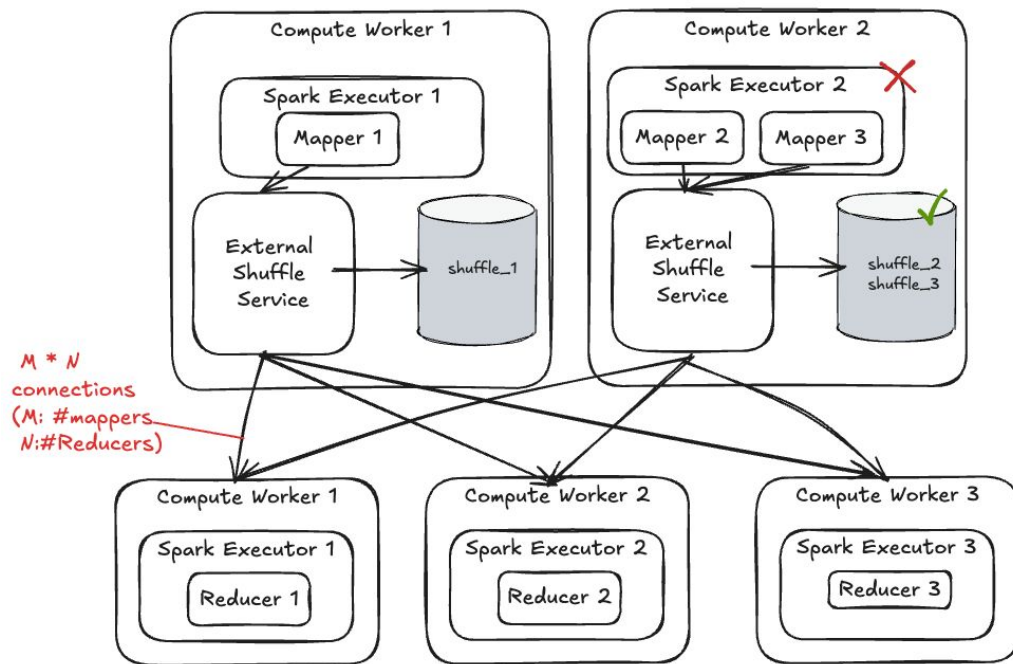 Compute Worker 1
Spark Executor 1
Mapper 1
External
Shuffle
Service
shuffle_1
Compute Worker 2
Spark Executor 2
Mapper 2
Mapper 3
External
Shuffle
Service
shuffle_2
shuffle_3
M * N
connections
(M: #mappers
N:#Reducers)
Compute Worker 1
Spark Executor 1
Reducer 1
Compute Worker 2
Spark Executor 2
Reducer 2
Compute Worker 3
Spark Executor 3
Reducer 3